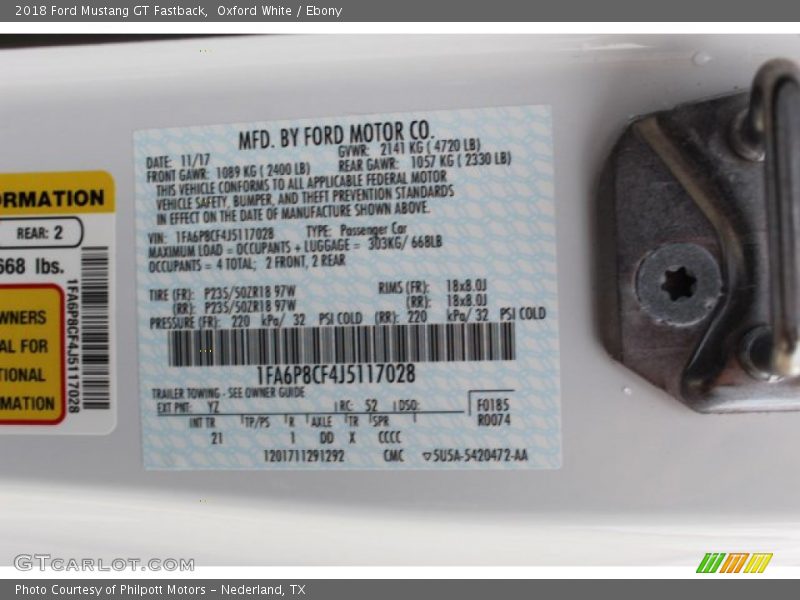 2018 Ford Mustang GT Fastback, Oxford White / Ebony
MFD. BY FORD MOTOR CO.
DATE: 11/17 GVWR: 2141 KG ( 4720 LB)
FRONT GAWR: 1089 KG ( 2400 LB) REAR GAWR: 1057 KG ( 2330 LB)
THIS VEHICLE CONFORMS TO ALL APPLICABLE FEDERAL MOTOR
VEHICLE SAFETY, BUMPER, AND THEFT PREVENTION STANDARDS
IN EFFECT ON THE DATE OF MANUFACTURE SHOWN ABOVE.
VIN: 1FA6P8CF4J5117028 TYPE: Passenger Car
MAXIMUM LOAD = OCCUPANTS + LUGGAGE = 303KG/ 668LB
OCCUPANTS = 4 TOTAL; 2 FRONT, 2 REAR
TIRE (FR): P235/50ZR18 97W RIMS (FR): 18x8.0J
(RR): P235/50ZR18 97W (RR): 18x8.0J
PRESSURE (FR): 220 kPa/ 32 PSI COLD (RR): 220 kPa/ 32 PSI COLD
1FA6P8CF4J5117028
TRAILER TOWING - SEE OWNER GUIDE
EXT PNT: YZ RC: 52 DSO: F0185
R0074
INT TR TP/PS R AXLE TR SPR
21 1 DD X CCCC
1201711291292 CMC ▽5U5A-5420472-AA
ORMATION
REAR: 2
668 lbs.
WNERS
AL FOR
TIONAL
MATION
1FA6P8CF4J5117028
GTCARLOT.COM
Photo Courtesy of Philpott Motors - Nederland, TX